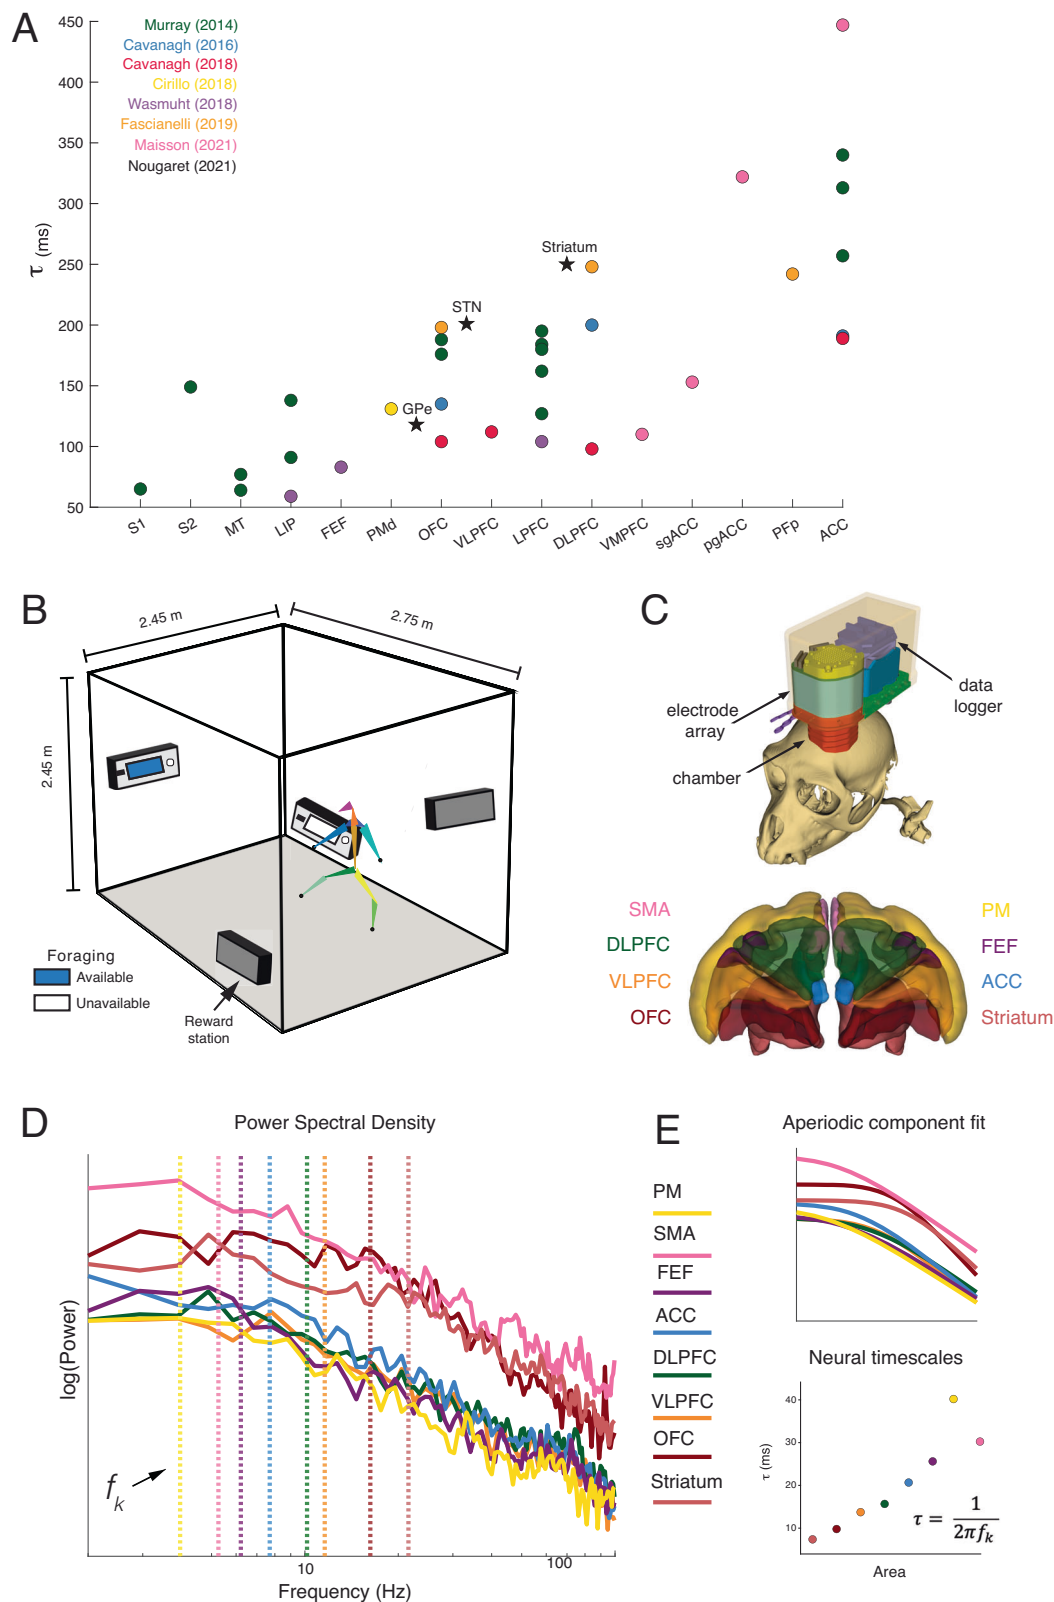 A
450
400
350
300
250
200
150
100
50
τ (ms)
Murray (2014)
Cavanagh (2016)
Cavanagh (2018)
Cirillo (2018)
Wasmuht (2018)
Fascianelli (2019)
Maisson (2021)
Nougaret (2021)
Striatum
STN
GPe
S1
S2
MT
LIP
FEF
PMd
OFC
VLPFC
LPFC
DLPFC
VMPFC
sgACC
pgACC
PFp
ACC
B
2.45 m
2.75 m
2.45 m
Foraging
Available
Unavailable
Reward
station
C
electrode
array
chamber
data
logger
SMA
DLPFC
VLPFC
OFC
PM
FEF
ACC
Striatum
D
Power Spectral Density
log(Power)
f_k
10
100
Frequency (Hz)
E
PM
SMA
FEF
ACC
DLPFC
VLPFC
OFC
Striatum
Aperiodic component fit
Neural timescales
40
30
20
10
τ (ms)
τ = 1 / 2πf_k
Area